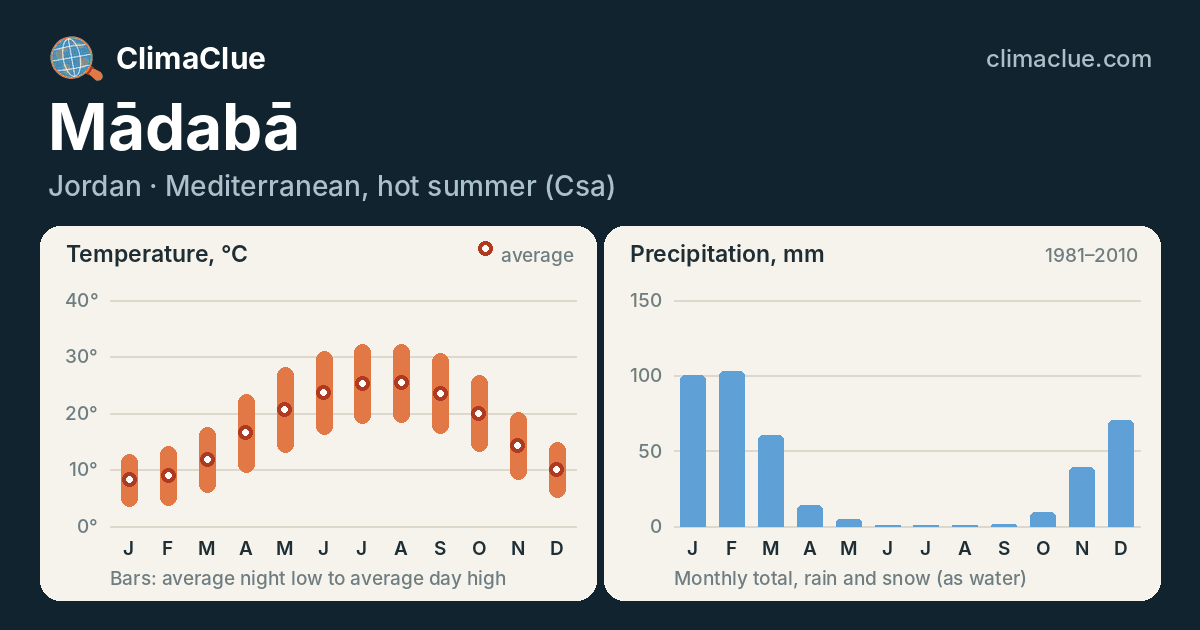 ClimaClue
climaclue.com
Mādabā
Jordan · Mediterranean, hot summer (Csa)
Temperature, °C
average
40°
30°
20°
10°
0°
J F M A M J J A S O N D
Bars: average night low to average day high
Precipitation, mm
1981–2010
150
100
50
0
J F M A M J J A S O N D
Monthly total, rain and snow (as water)